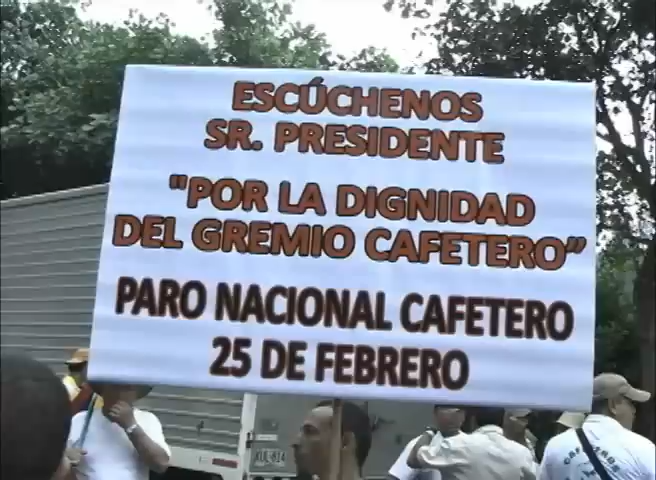 ESCÚCHENOS
SR. PRESIDENTE
"POR LA DIGNIDAD
DEL GREMIO CAFETERO"
PARO NACIONAL CAFETERO
25 DE FEBRERO